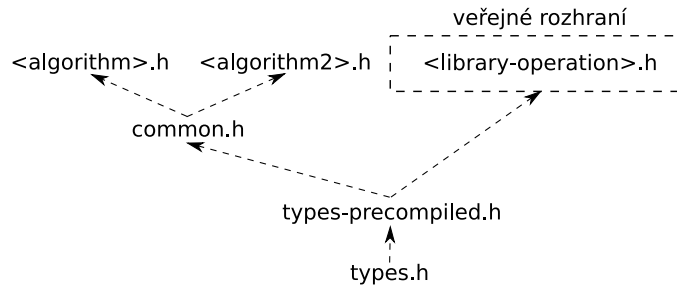 veřejné rozhraní
<algorithm>.h
<algorithm2>.h
<library-operation>.h
common.h
types-precompiled.h
types.h